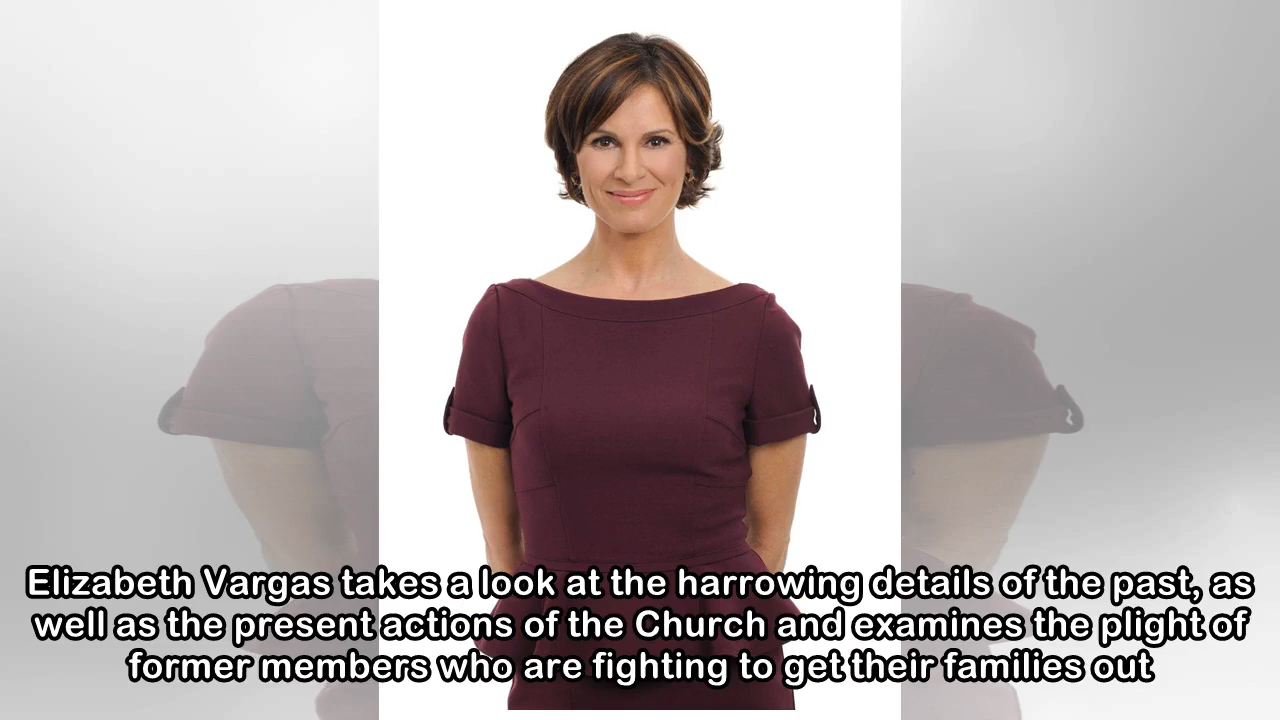 Elizabeth Vargas takes a look at the harrowing details of the past, as
well as the present actions of the Church and examines the plight of
former members who are fighting to get their families out